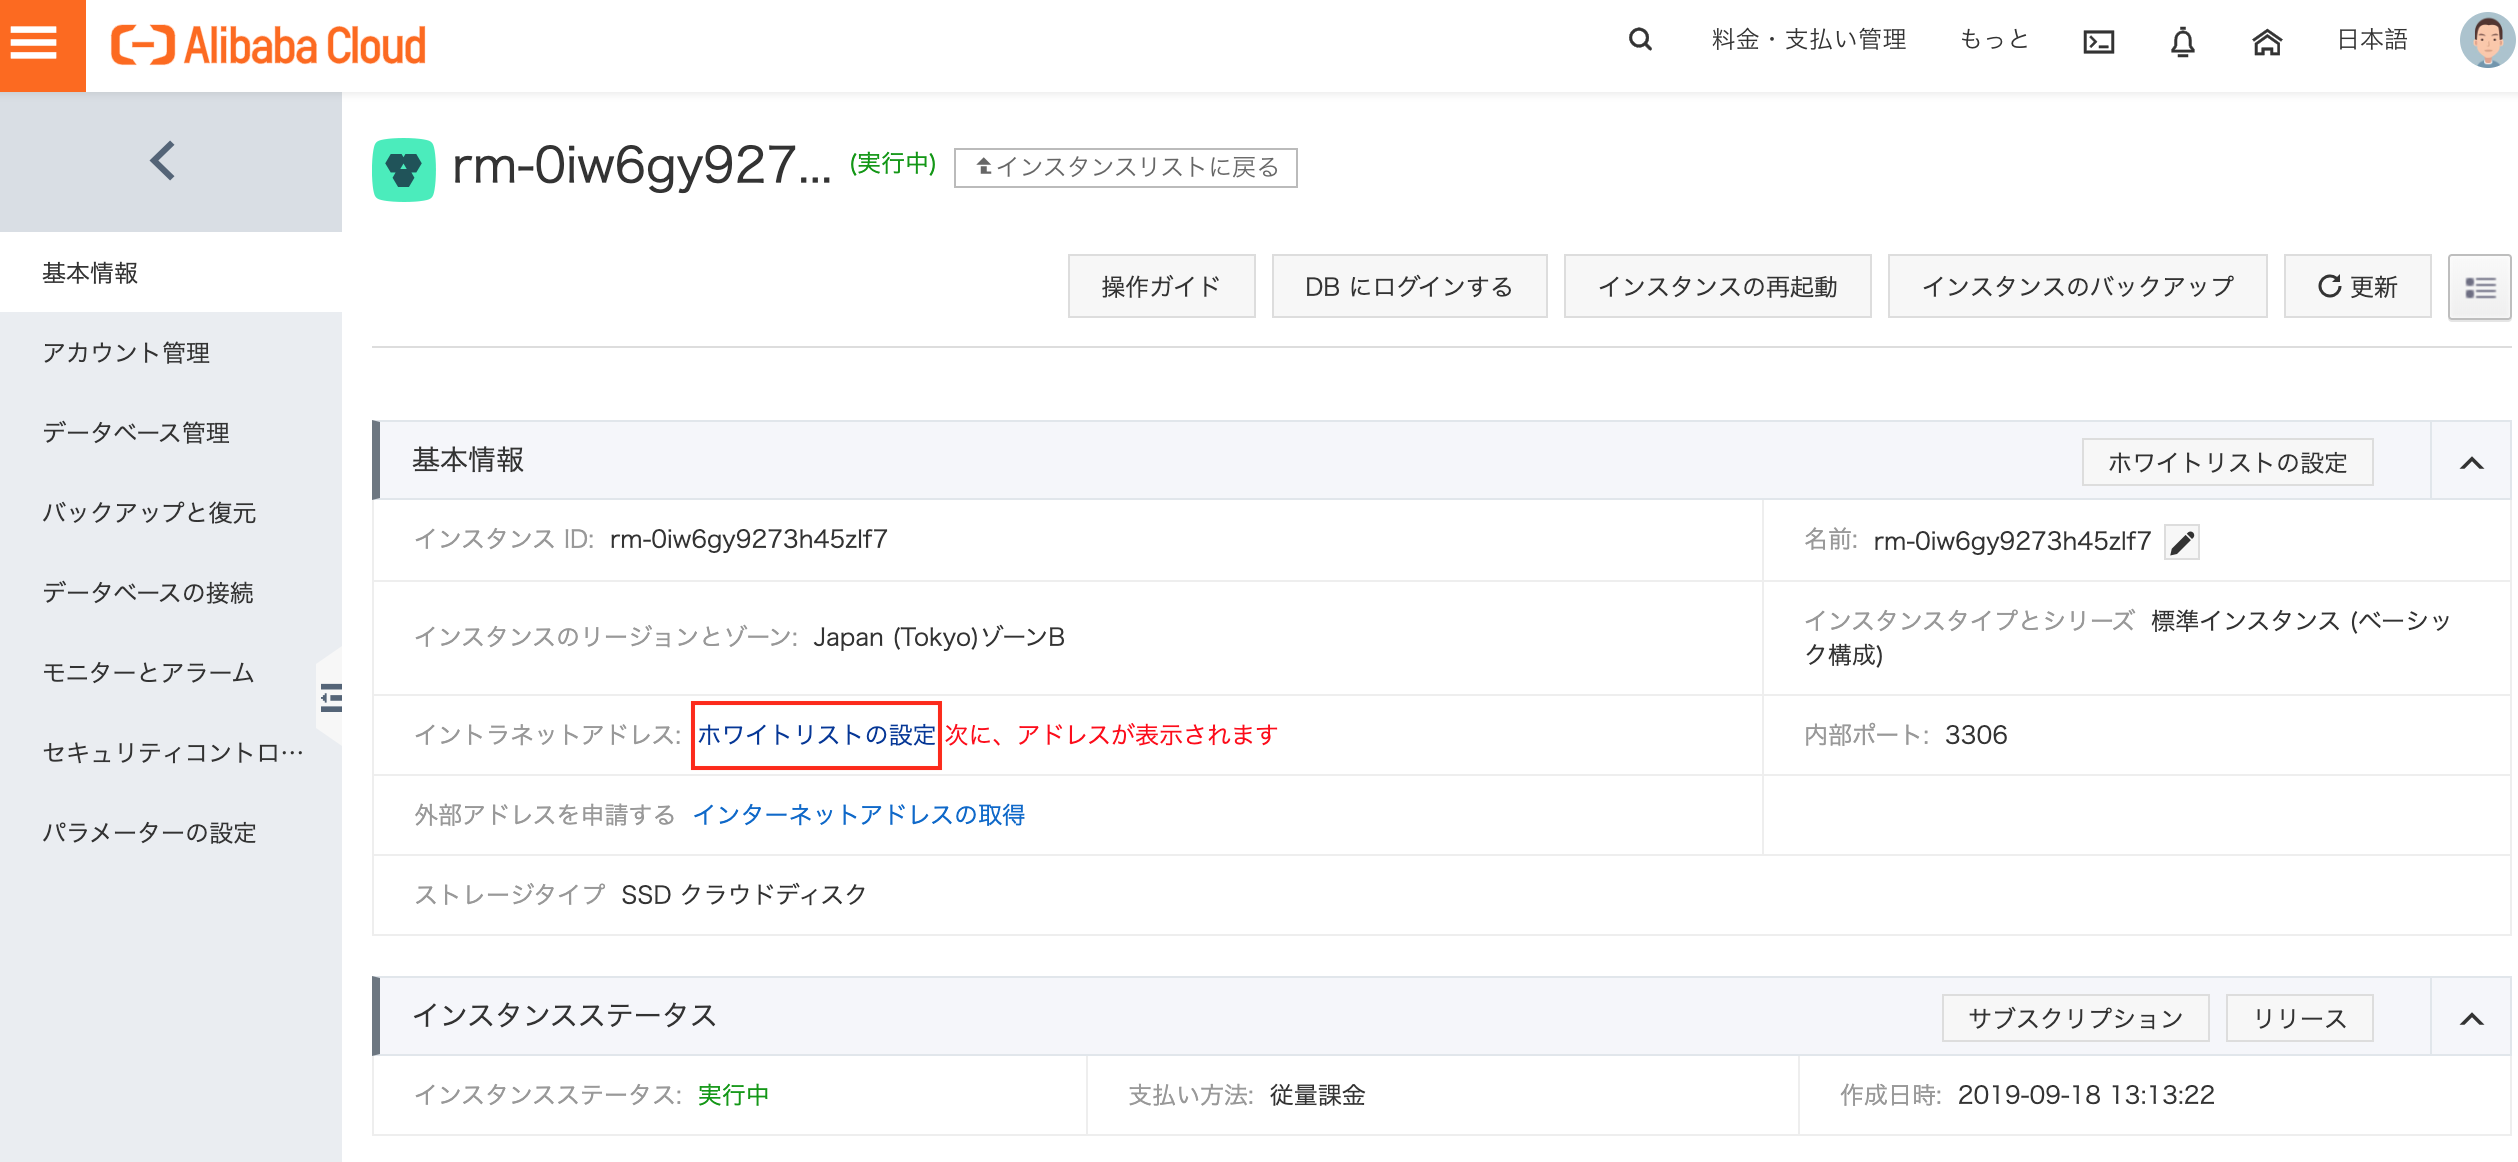 Alibaba Cloud
料金・支払い管理
もっと
日本語
rm-0iw6gy927... (実行中) インスタンスリストに戻る
操作ガイド
DB にログインする
インスタンスの再起動
インスタンスのバックアップ
更新
基本情報
アカウント管理
データベース管理
バックアップと復元
データベースの接続
モニターとアラーム
セキュリティコントロ…
パラメーターの設定
基本情報
ホワイトリストの設定
インスタンス ID: rm-0iw6gy9273h45zlf7
名前: rm-0iw6gy9273h45zlf7
インスタンスのリージョンとゾーン: Japan (Tokyo)ゾーンB
インスタンスタイプとシリーズ 標準インスタンス (ベーシッ
ク構成)
イントラネットアドレス: ホワイトリストの設定 次に、アドレスが表示されます
内部ポート: 3306
外部アドレスを申請する インターネットアドレスの取得
ストレージタイプ SSD クラウドディスク
インスタンスステータス
サブスクリプション
リリース
インスタンスステータス: 実行中
支払い方法: 従量課金
作成日時: 2019-09-18 13:13:22